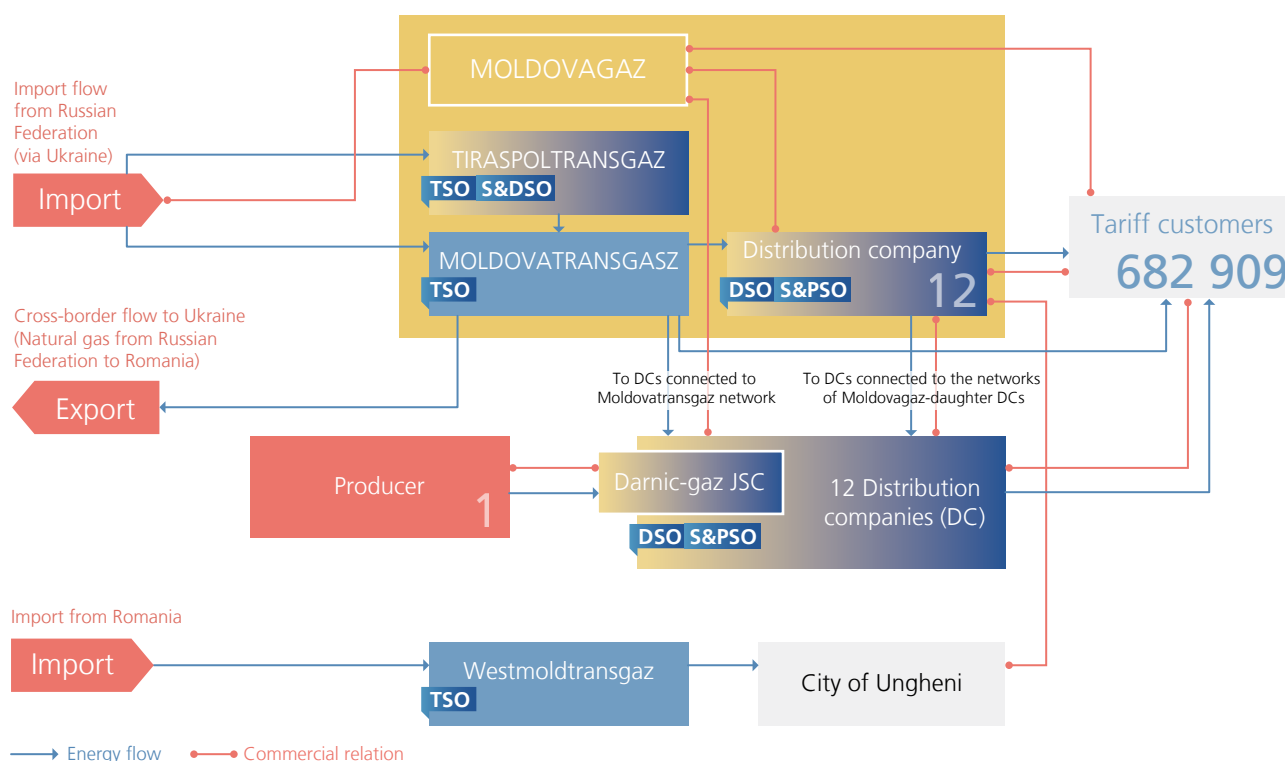 MOLDOVAGAZ
Import flow
from Russian
Federation
(via Ukraine)
Import
TIRASPOLTRANSGAZ
TSO S&DSO
MOLDOVATRANSGASZ
TSO
Distribution company
12
DSO S&PSO
Tariff customers
682 909
Cross-border flow to Ukraine
(Natural gas from Russian
Federation to Romania)
Export
To DCs connected to
Moldovatransgaz network
To DCs connected to the networks
of Moldovagaz-daughter DCs
Producer
1
Darnic-gaz JSC
12 Distribution
companies (DC)
DSO S&PSO
Import from Romania
Import
Westmoldtransgaz
TSO
City of Ungheni
Energy flow
Commercial relation